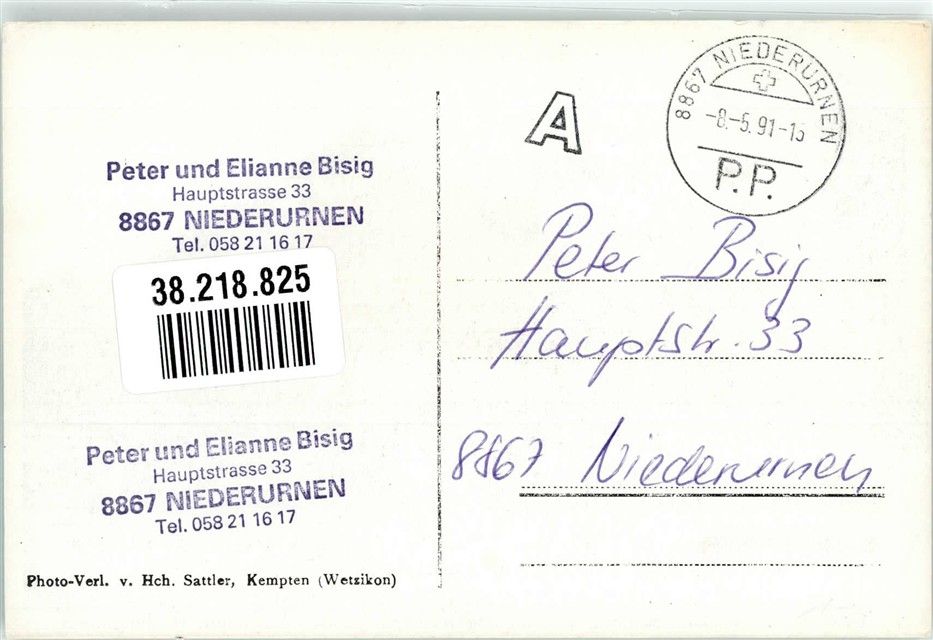 Peter und Elianne Bisig
Hauptstrasse 33
8867 NIEDERURNEN
Tel. 058 21 16 17
38.218.825
Peter und Elianne Bisig
Hauptstrasse 33
8867 NIEDERURNEN
Tel. 058 21 16 17
Photo-Verl. v. Hch. Sattler, Kempten (Wetzikon)
A
8867 NIEDERURNEN
-8.-5.91-15
P.P.
Peter Bisig
Hauptstr. 33
8867 Niederurnen